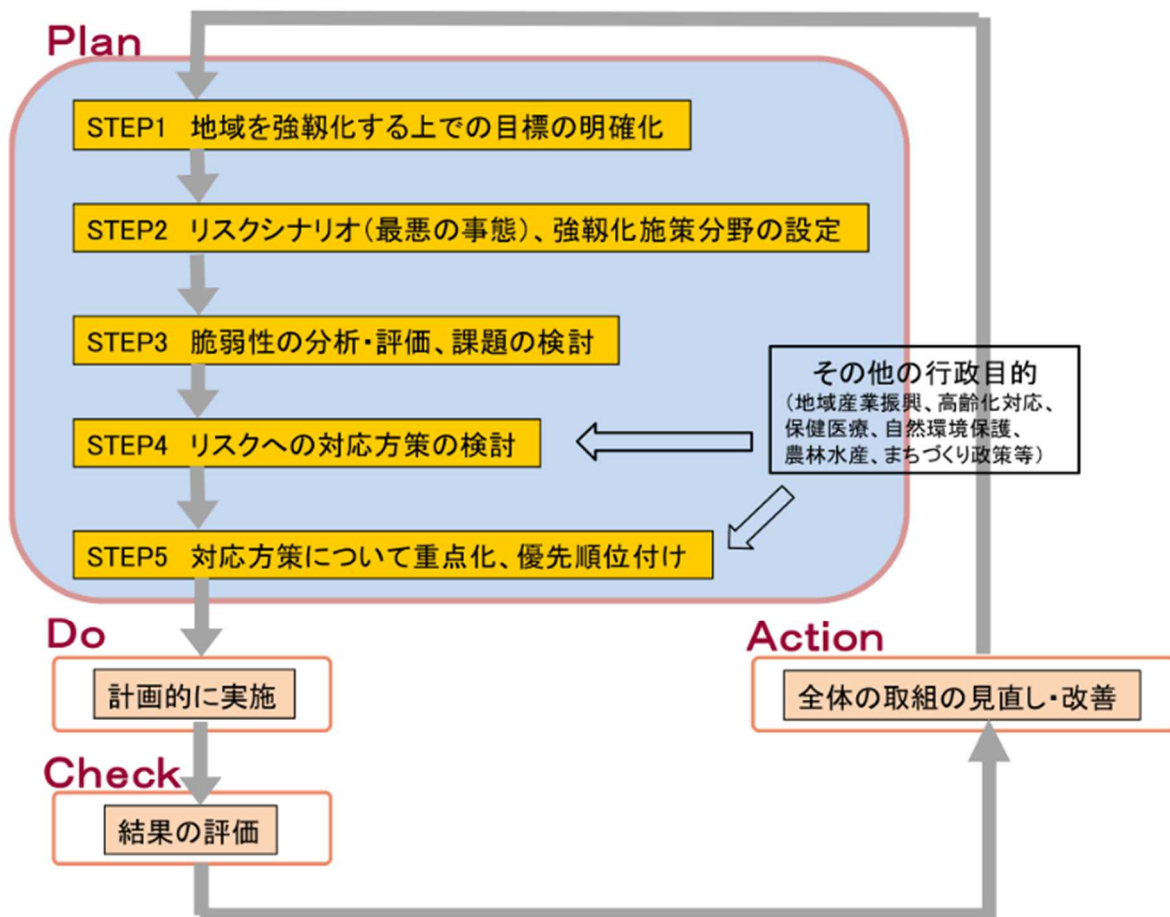 Plan
STEP1 地域を強靱化する上での目標の明確化
STEP2 リスクシナリオ(最悪の事態)、強靱化施策分野の設定
STEP3 脆弱性の分析・評価、課題の検討
STEP4 リスクへの対応方策の検討
STEP5 対応方策について重点化、優先順位付け
その他の行政目的
(地域産業振興、高齢化対応、
保健医療、自然環境保護、
農林水産、まちづくり政策等)
Do
計画的に実施
Check
結果の評価
Action
全体の取組の見直し・改善